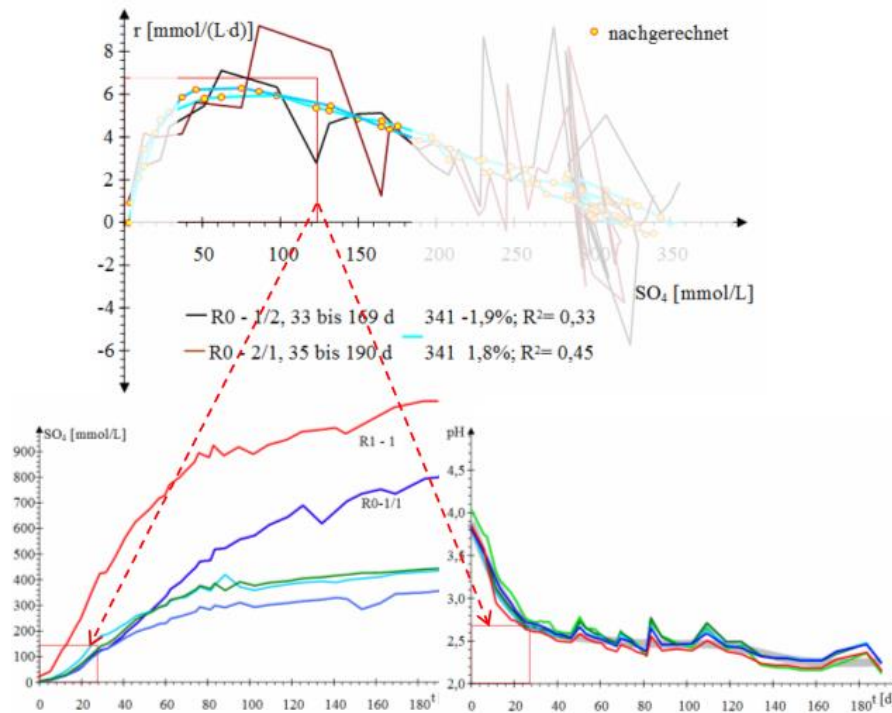 r [mmol/(L·d)]
nachgerechnet
8
6
4
2
0
-2
-4
-6
50 100 150 200 250 300 350
SO₄ [mmol/L]
R0 - 1/2, 33 bis 169 d 341 -1,9%; R²= 0,33
R0 - 2/1, 35 bis 190 d 341 1,8%; R²= 0,45
SO₄ [mmol/L]
900
800
700
600
500
400
300
200
100
0
0 20 40 60 80 100 120 140 160 180 t
R1 - 1
R0-1/1
pH
4,5
4,0
3,5
3,0
2,5
2,0
0 20 40 60 80 100 120 140 160 180 t [d